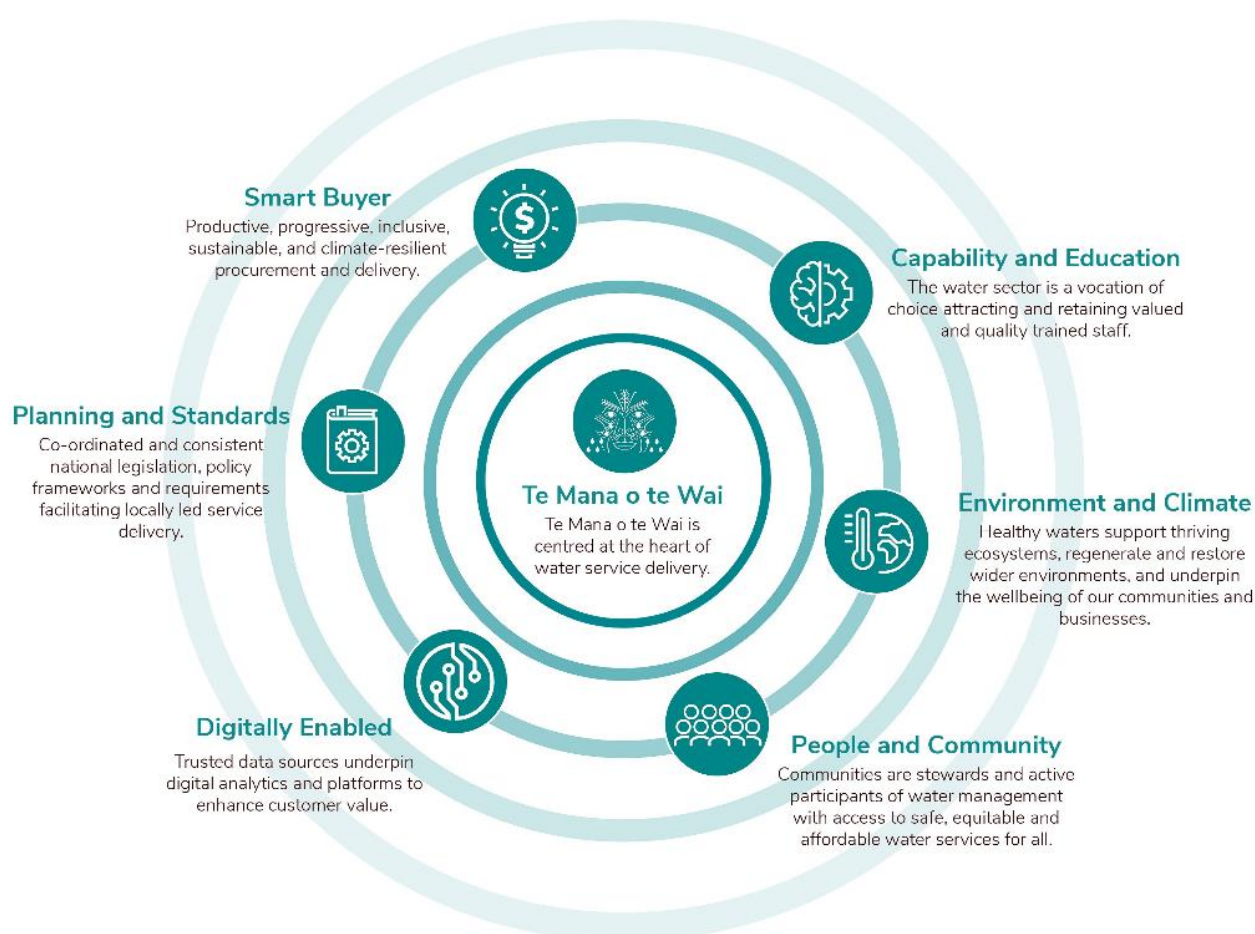 Smart Buyer
Productive, progressive, inclusive,
sustainable, and climate-resilient
procurement and delivery.
$
Capability and Education
The water sector is a vocation of
choice attracting and retaining valued
and quality trained staff.
Planning and Standards
Co-ordinated and consistent
national legislation, policy
frameworks and requirements
facilitating locally led service
delivery.
Te Mana o te Wai
Te Mana o te Wai is
centred at the heart of
water service delivery.
Environment and Climate
Healthy waters support thriving
ecosystems, regenerate and restore
wider environments, and underpin
the wellbeing of our communities and
businesses.
Digitally Enabled
Trusted data sources underpin
digital analytics and platforms to
enhance customer value.
People and Community
Communities are stewards and active
participants of water management
with access to safe, equitable and
affordable water services for all.